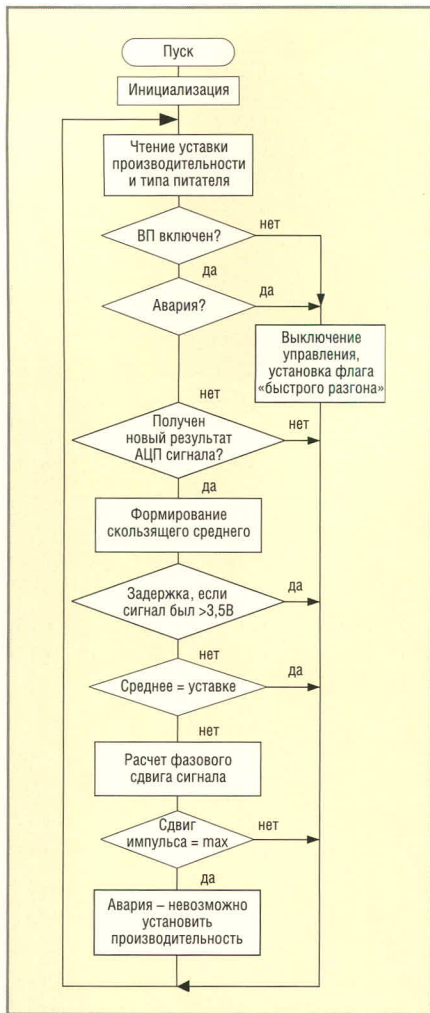 Пуск
Инициализация
Чтение уставки
производительности
и типа питателя
ВП включен?
нет
да
Авария?
да
Выключение
управления,
установка флага
«быстрого разгона»
нет
Получен
новый результат
АЦП сигнала?
нет
да
Формирование
скользящего среднего
Задержка, если
сигнал был >3,5В
да
нет
Среднее = уставке
да
нет
Расчет фазового
сдвига сигнала
Сдвиг
импульса = max
нет
да
Авария – невозможно
установить
производительность